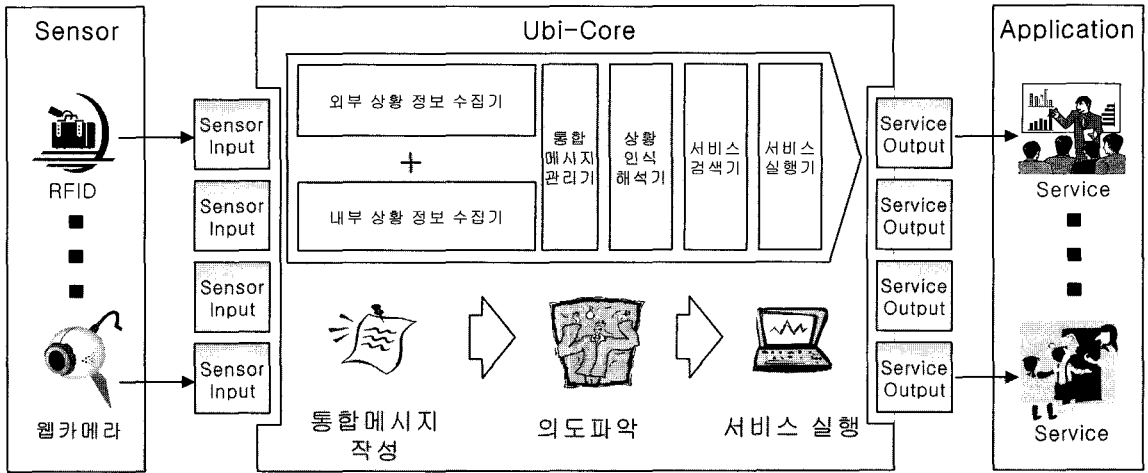 Sensor
RFID
웹카메라
Sensor
Input
Sensor
Input
Sensor
Input
Sensor
Input
Ubi-Core
외부 상황 정보 수집기
+
내부 상황 정보 수집기
통합
메시지
관리기
상황
인식
해석기
서비스
검색기
서비스
실행기
통합메시지
작성
의도파악
서비스 실행
Service
Output
Service
Output
Service
Output
Service
Output
Application
Service
Service